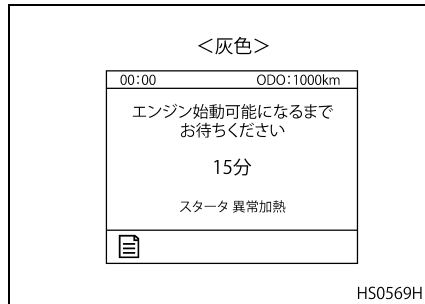 ＜灰色＞
00:00 ODO:1000km
エンジン始動可能になるまで
お待ちください
15分
スタータ 異常加熱
HS0569H